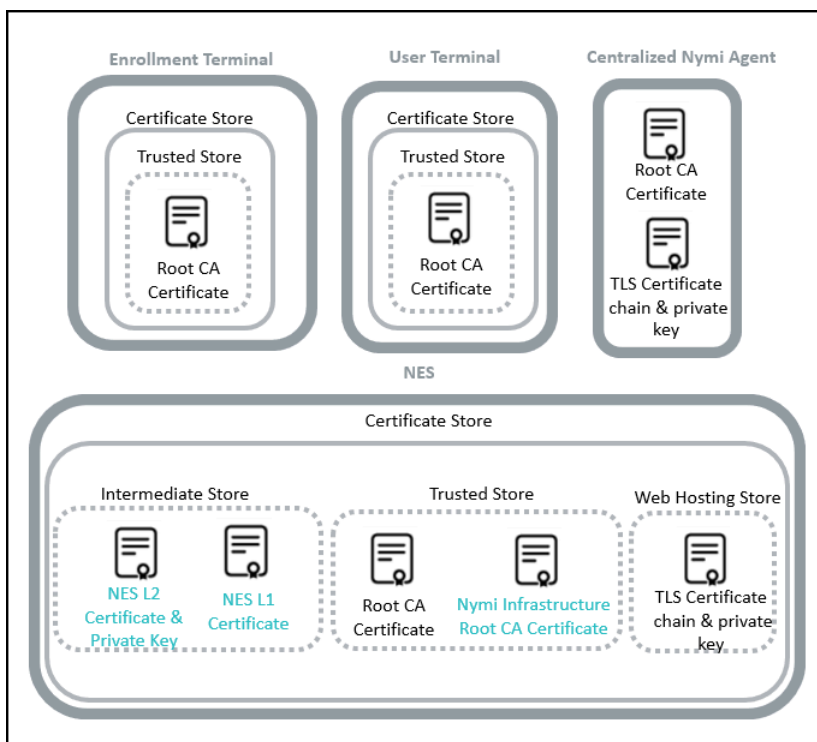 Enrollment Terminal
User Terminal
Centralized Nymi Agent
Certificate Store
Trusted Store
Root CA
Certificate
Certificate Store
Trusted Store
Root CA
Certificate
Root CA
Certificate
TLS Certificate
chain & private
key
NES
Certificate Store
Intermediate Store
NES L2
Certificate &
Private Key
NES L1
Certificate
Trusted Store
Root CA
Certificate
Nymi Infrastructure
Root CA Certificate
Web Hosting Store
TLS Certificate
chain & private
key